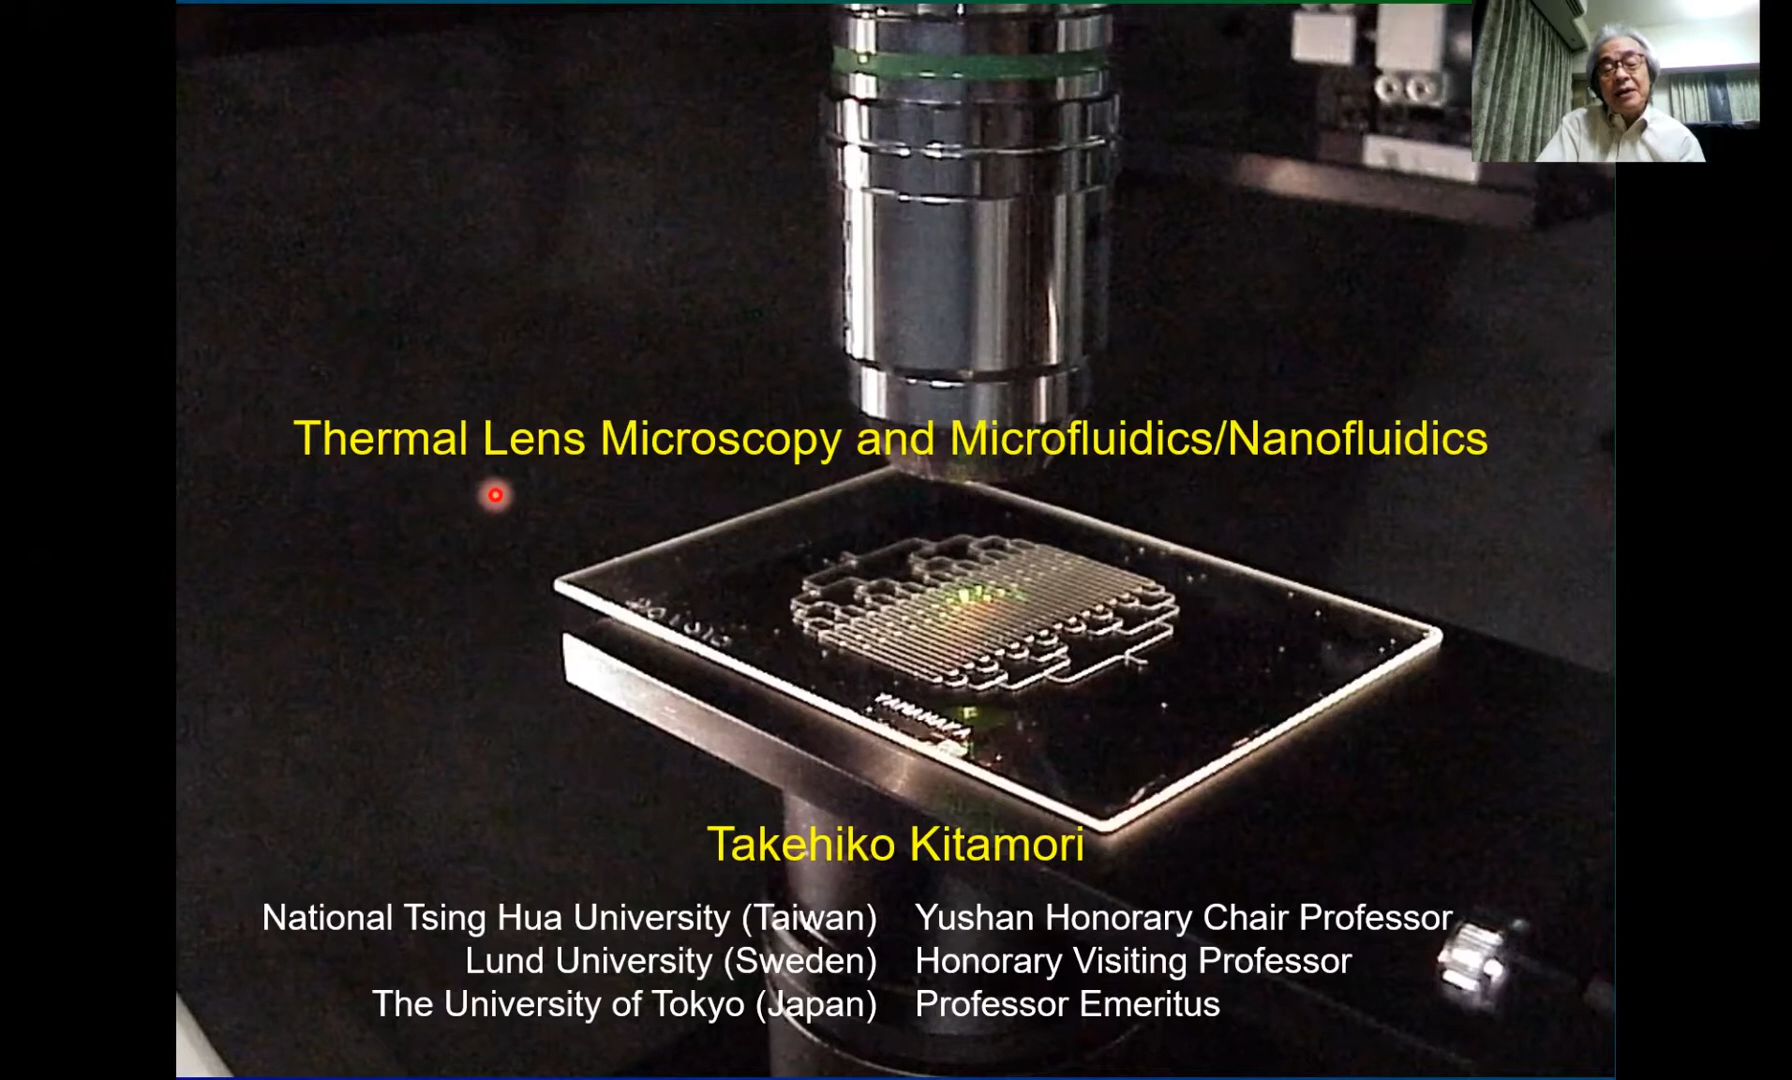 Thermal Lens Microscopy and Microfluidics/Nanofluidics
Takehiko Kitamori
National Tsing Hua University (Taiwan) Yushan Honorary Chair Professor
Lund University (Sweden) Honorary Visiting Professor
The University of Tokyo (Japan) Professor Emeritus